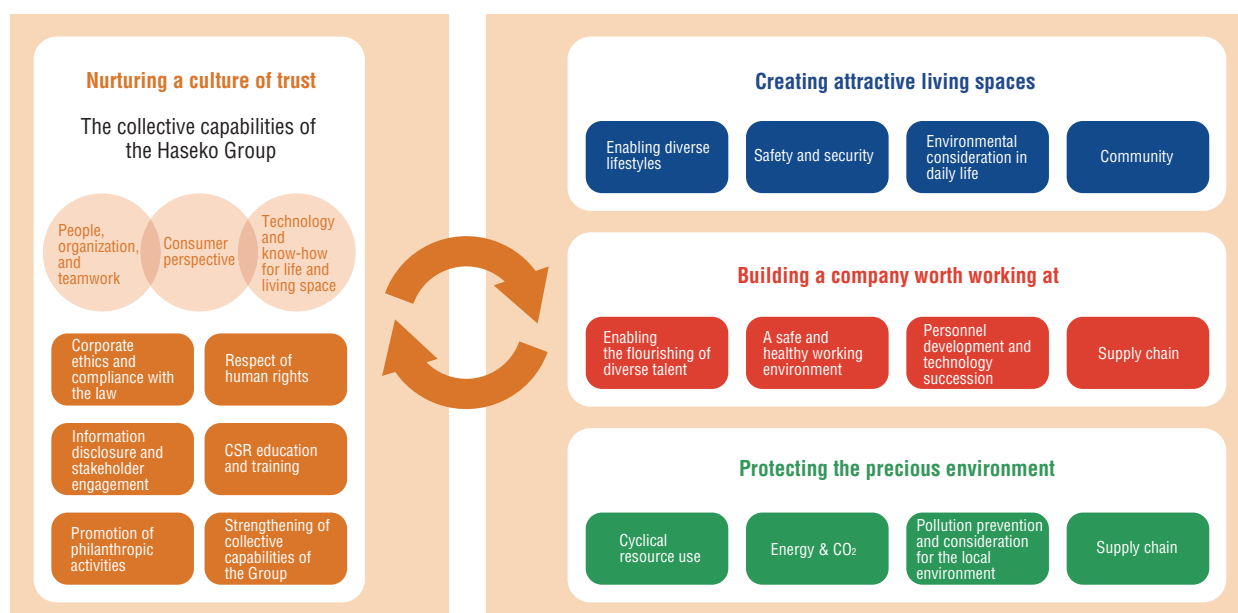 Nurturing a culture of trust
The collective capabilities of
the Haseko Group
People,
organization,
and
teamwork
Consumer
perspective
Technology
and
know-how
for life and
living space
Corporate
ethics and
compliance with
the law
Respect of
human rights
Information
disclosure and
stakeholder
engagement
CSR education
and training
Promotion of
philanthropic
activities
Strengthening of
collective
capabilities of
the Group
Creating attractive living spaces
Enabling diverse
lifestyles
Safety and security
Environmental
consideration in
daily life
Community
Building a company worth working at
Enabling
the flourishing of
diverse talent
A safe and
healthy working
environment
Personnel
development and
technology
succession
Supply chain
Protecting the precious environment
Cyclical
resource use
Energy & CO₂
Pollution prevention
and consideration
for the local
environment
Supply chain